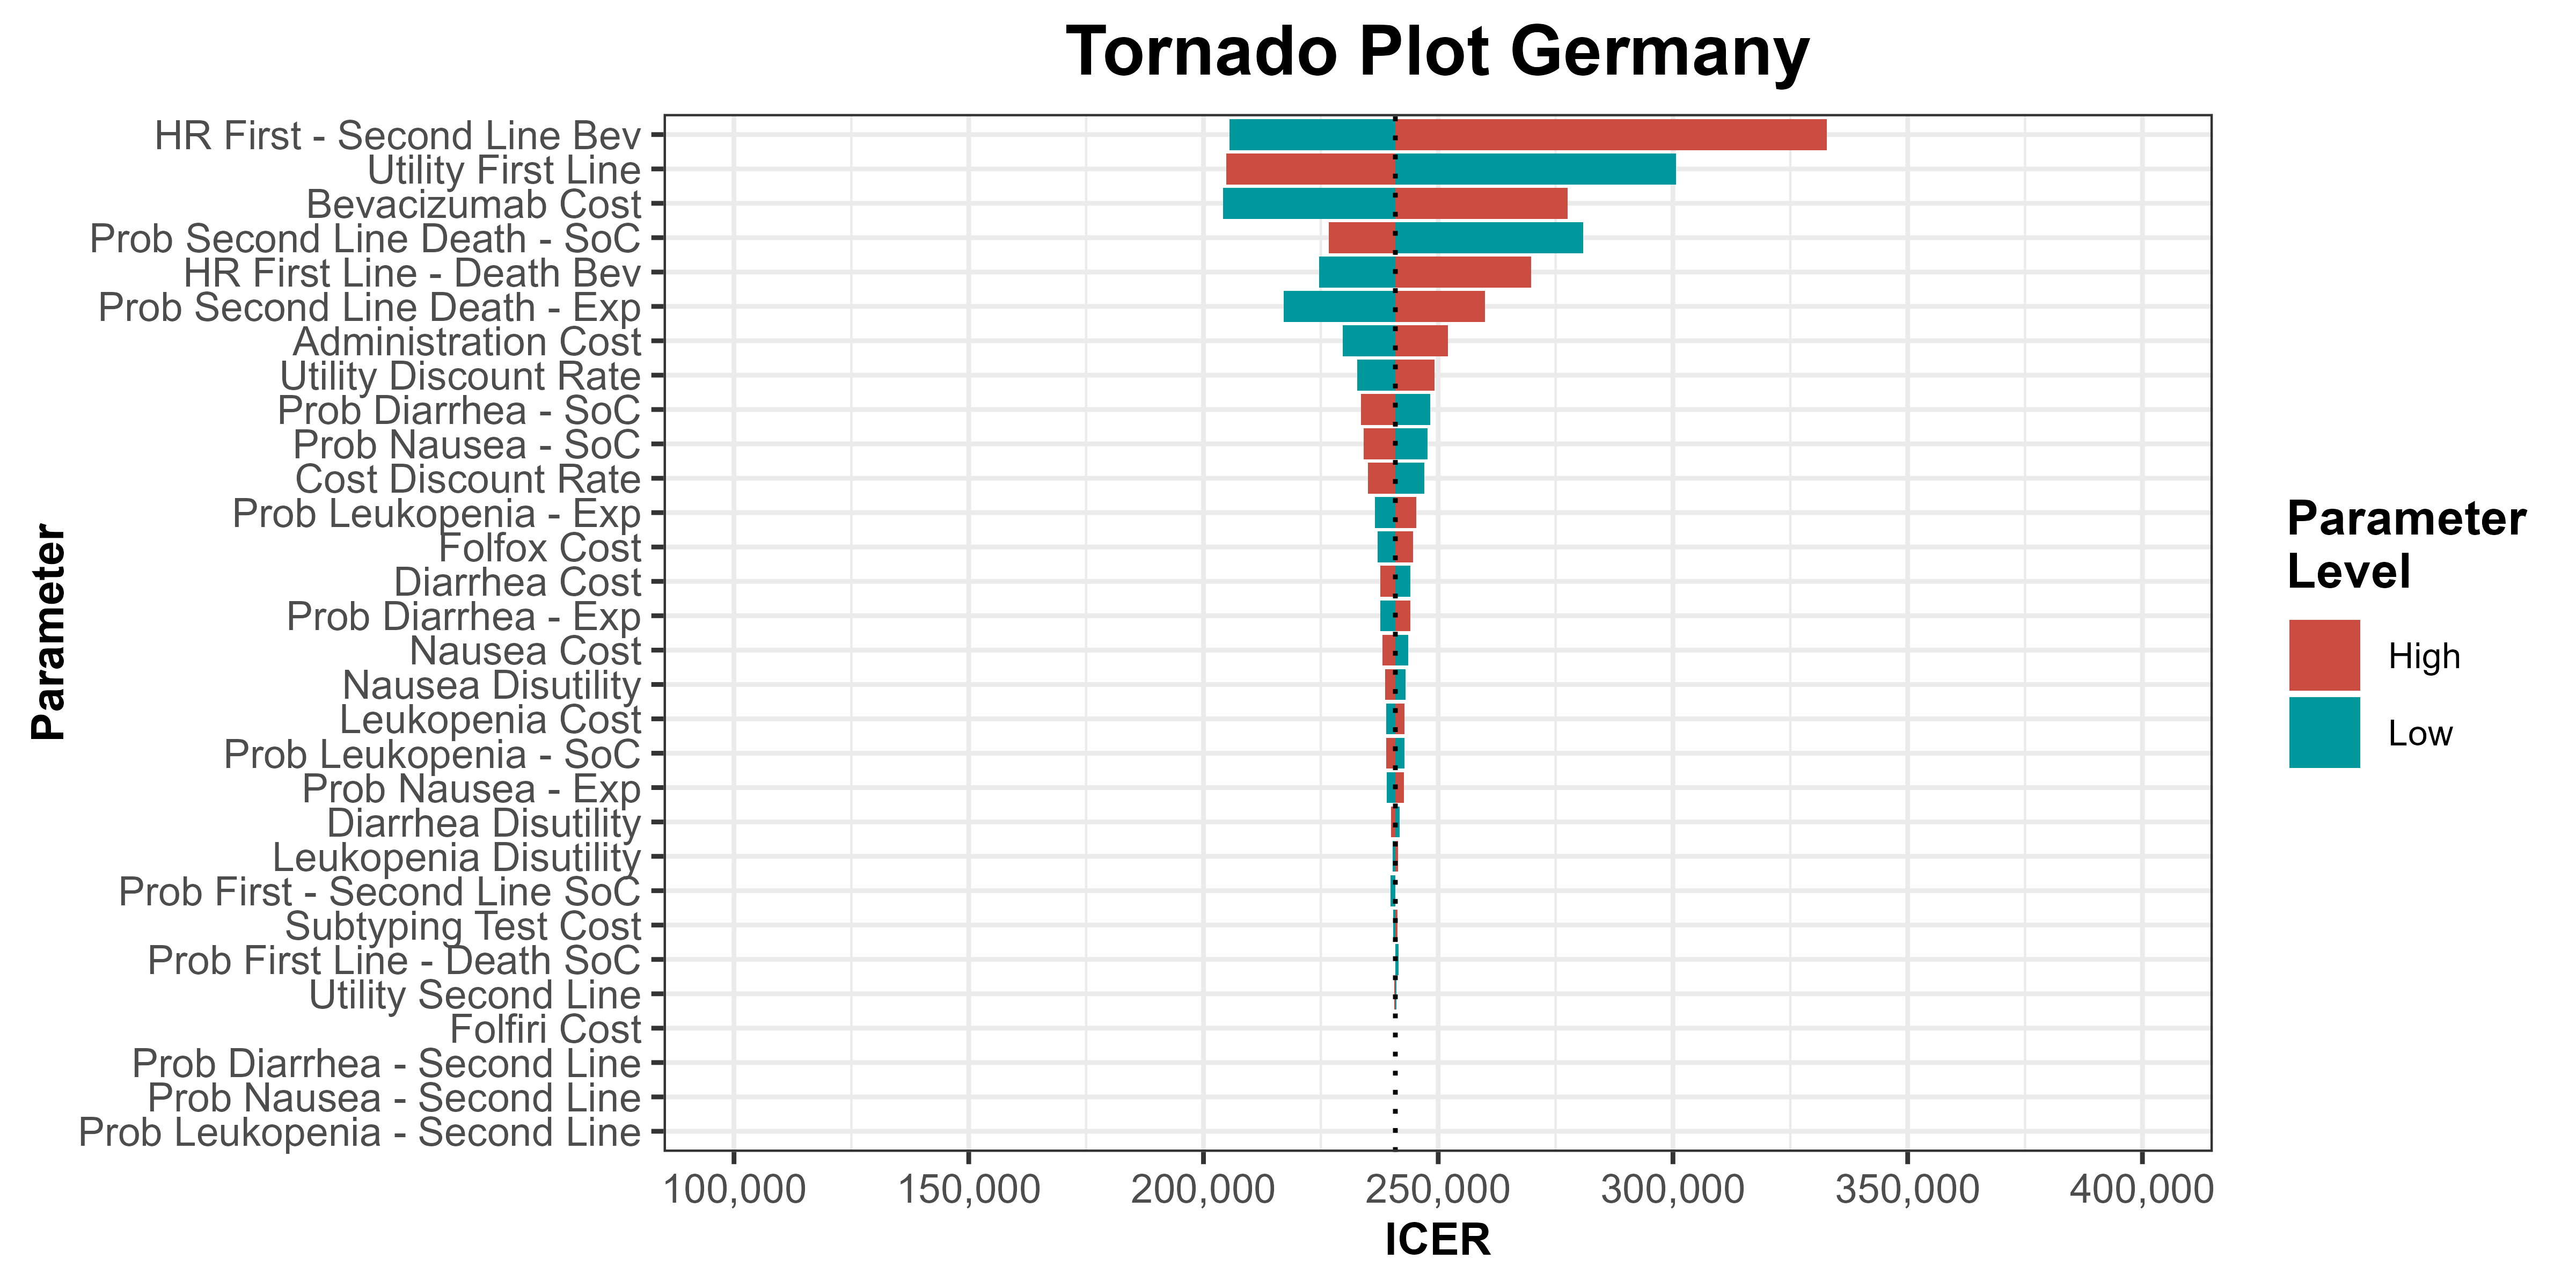 Tornado Plot Germany
HR First - Second Line Bev
Utility First Line
Bevacizumab Cost
Prob Second Line Death - SoC
HR First Line - Death Bev
Prob Second Line Death - Exp
Administration Cost
Utility Discount Rate
Prob Diarrhea - SoC
Prob Nausea - SoC
Cost Discount Rate
Prob Leukopenia - Exp
Folfox Cost
Diarrhea Cost
Prob Diarrhea - Exp
Nausea Cost
Nausea Disutility
Leukopenia Cost
Prob Leukopenia - SoC
Prob Nausea - Exp
Diarrhea Disutility
Leukopenia Disutility
Prob First - Second Line SoC
Subtyping Test Cost
Prob First Line - Death SoC
Utility Second Line
Folfiri Cost
Prob Diarrhea - Second Line
Prob Nausea - Second Line
Prob Leukopenia - Second Line
Parameter
100,000 150,000 200,000 250,000 300,000 350,000 400,000
ICER
Parameter
Level
High
Low